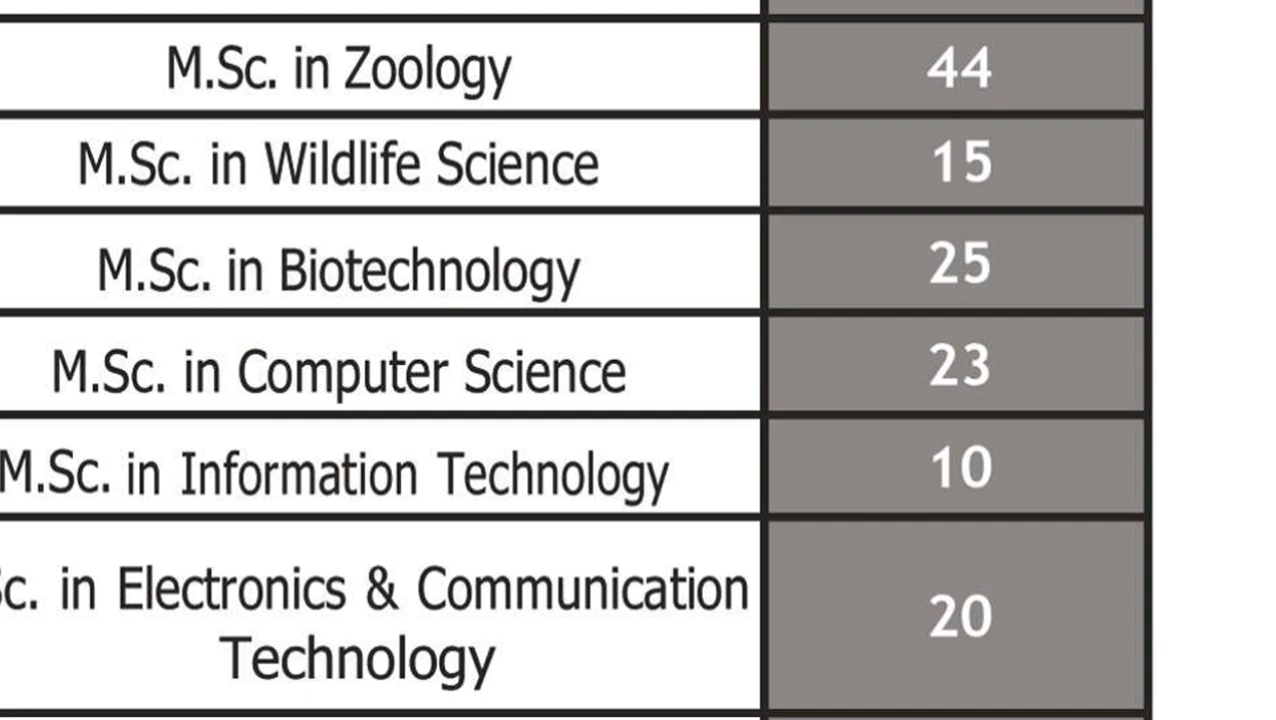 M.Sc. in Zoology 44
M.Sc. in Wildlife Science 15
M.Sc. in Biotechnology 25
M.Sc. in Computer Science 23
M.Sc. in Information Technology 10
in Electronics & Communication
Technology 20